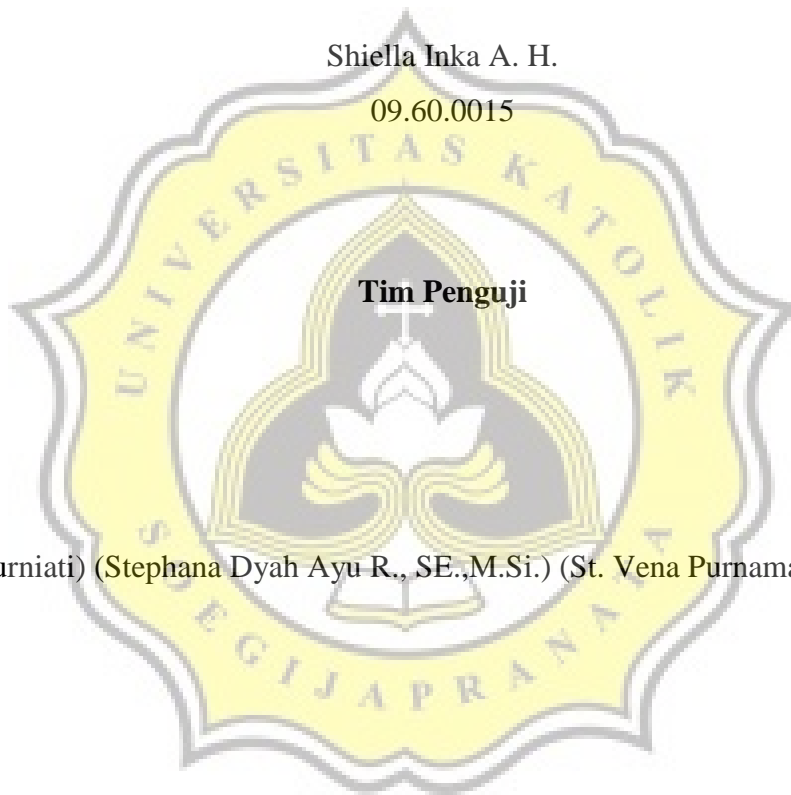 Shiella Inka A. H.
09.60.0015
UNIVERSITAS KATOLIK
Tim Penguji
urniati) (Stephana Dyah Ayu R., SE.,M.Si.) (St. Vena Purnama
SOEGIJAPRANATA